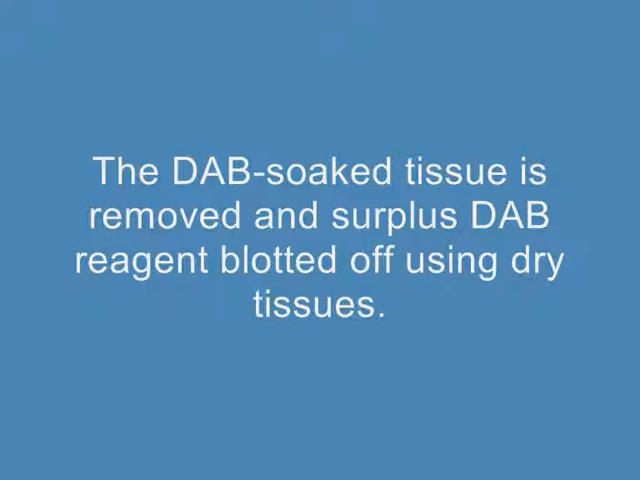 The DAB-soaked tissue is
removed and surplus DAB
reagent blotted off using dry
tissues.